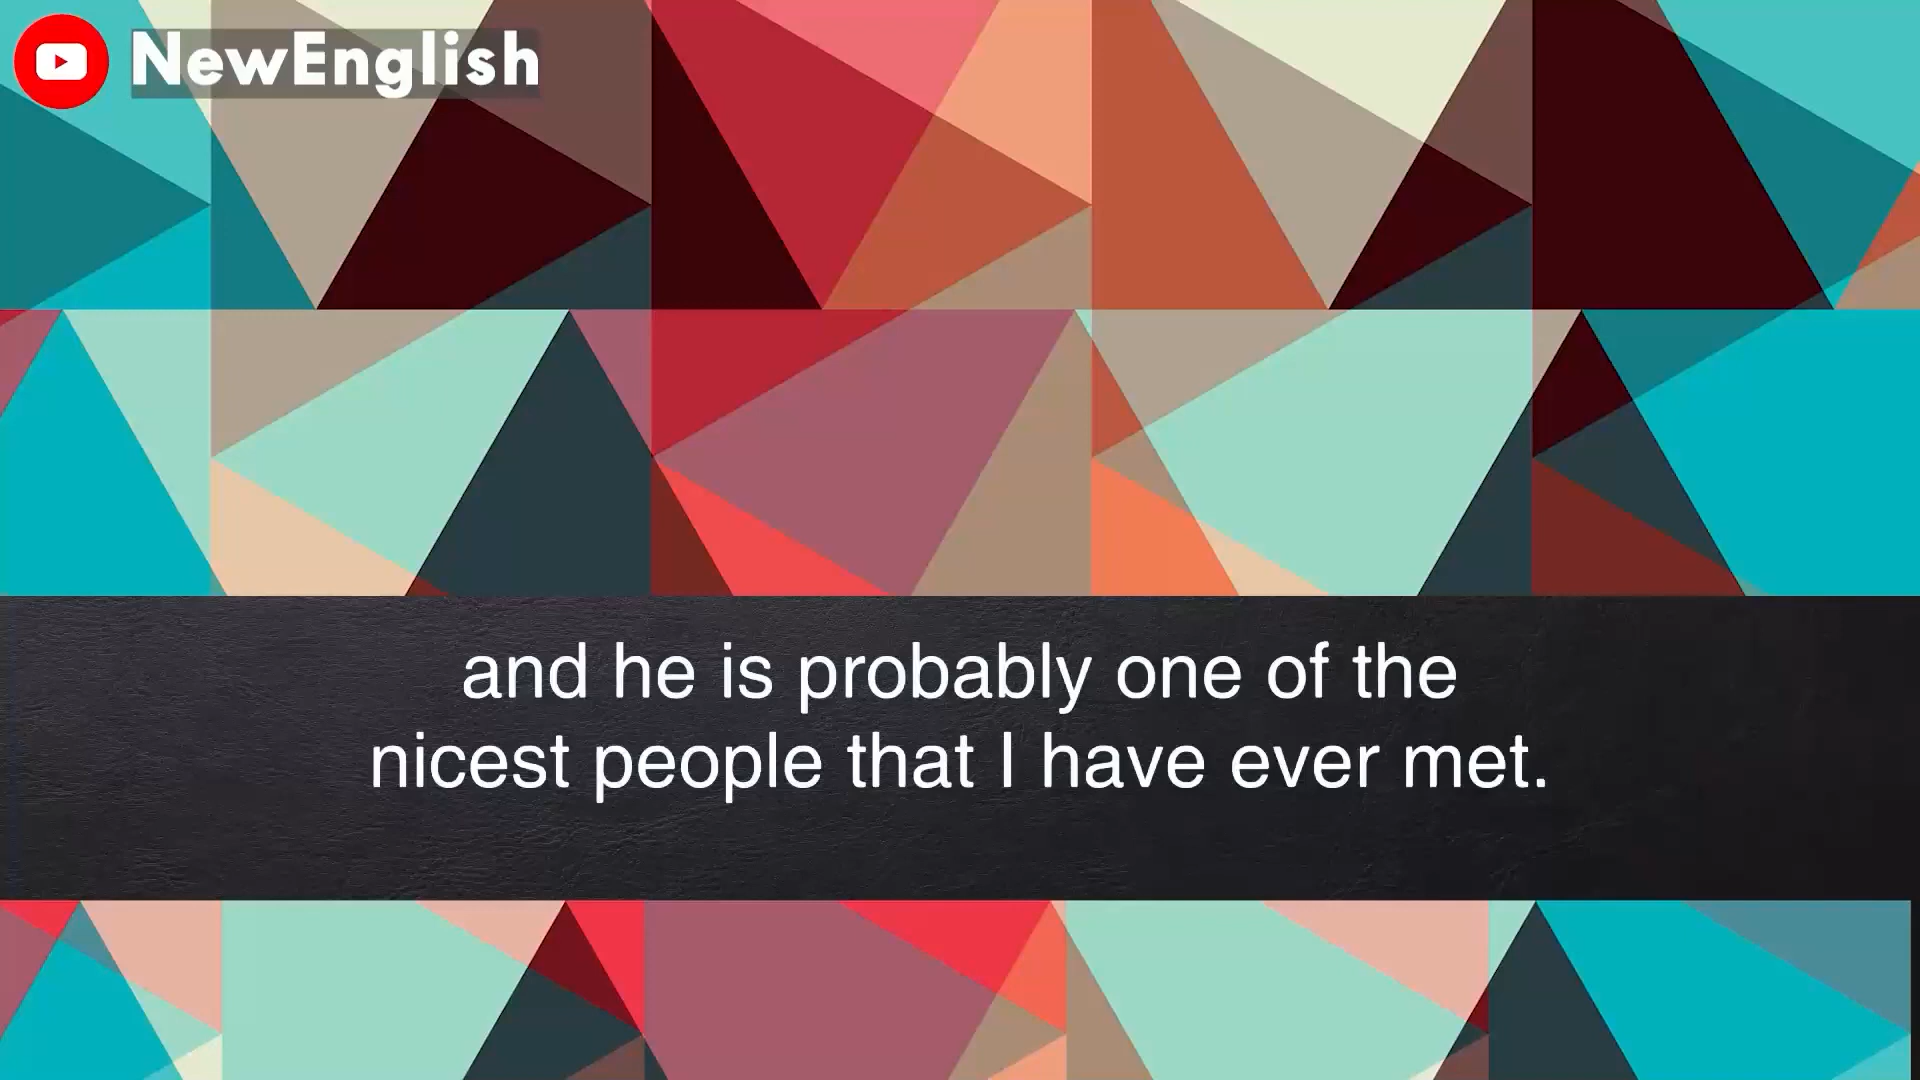 NewEnglish
and he is probably one of the
nicest people that I have ever met.